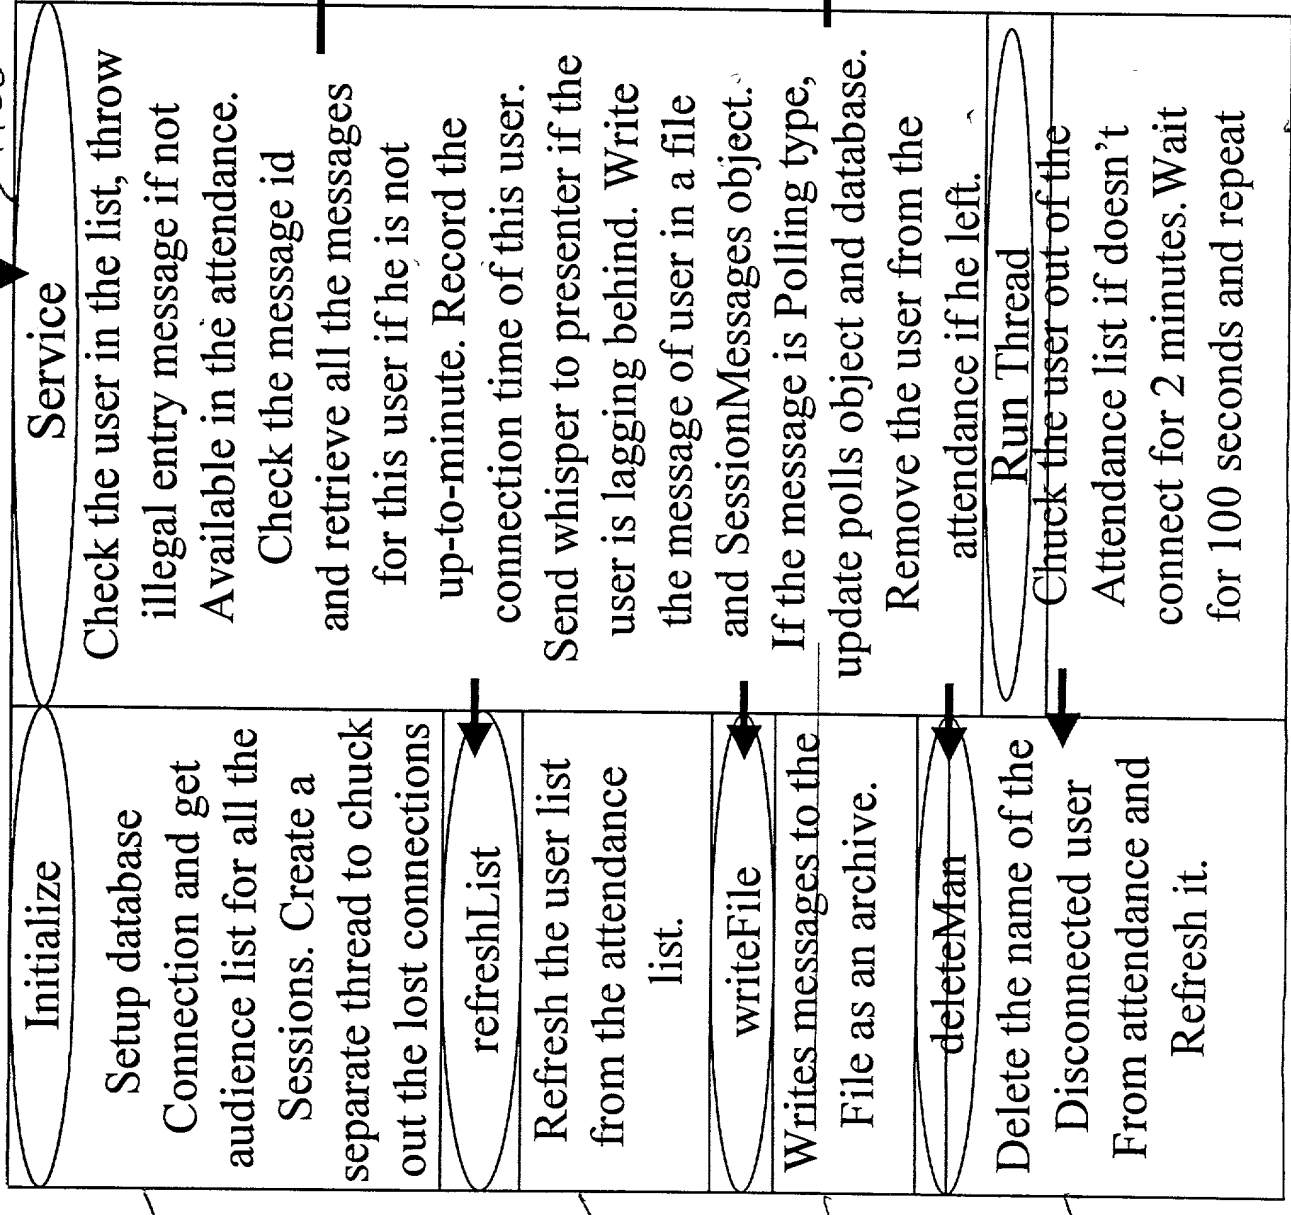 Initialize
Setup database
Connection and get
audience list for all the
Sessions. Create a
separate thread to chuck
out the lost connections
refreshList
Refresh the user list
from the attendance
list.
writeFile
Writes messages to the
File as an archive.
deleteMan
Delete the name of the
Disconnected user
From attendance and
Refresh it.
Service
Check the user in the list, throw
illegal entry message if not
Available in the attendance.
Check the message id
and retrieve all the messages
for this user if he is not
up-to-minute. Record the
connection time of this user.
Send whisper to presenter if the
user is lagging behind. Write
the message of user in a file
and SessionMessages object.
If the message is Polling type,
update polls object and database.
Remove the user from the
attendance if he left.
Run Thread
Chuck the user out of the
Attendance list if doesn't
connect for 2 minutes. Wait
for 100 seconds and repeat